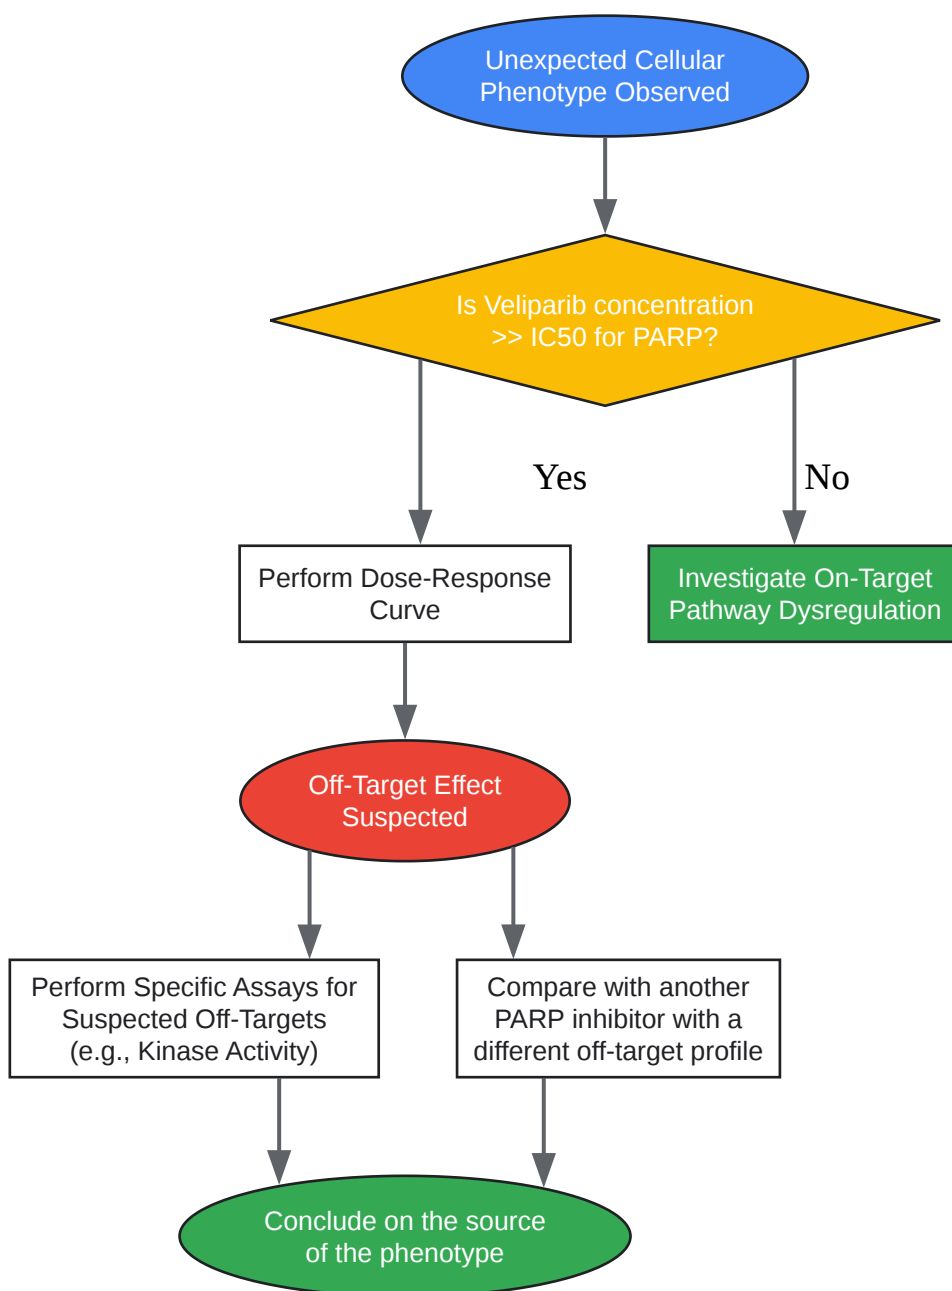 Unexpected Cellular
Phenotype Observed
Is Veliparib concentration
>> IC50 for PARP?
Yes
No
Perform Dose-Response
Curve
Investigate On-Target
Pathway Dysregulation
Off-Target Effect
Suspected
Perform Specific Assays for
Suspected Off-Targets
(e.g., Kinase Activity)
Compare with another
PARP inhibitor with a
different off-target profile
Conclude on the source
of the phenotype